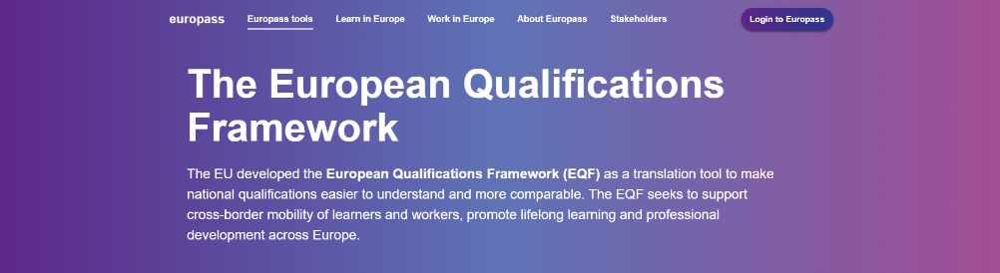 europass Europass tools Learn in Europe Work in Europe About Europass Stakeholders Login to Europass
The European Qualifications
Framework
The EU developed the European Qualifications Framework (EQF) as a translation tool to make
national qualifications easier to understand and more comparable. The EQF seeks to support
cross-border mobility of learners and workers, promote lifelong learning and professional
development across Europe.